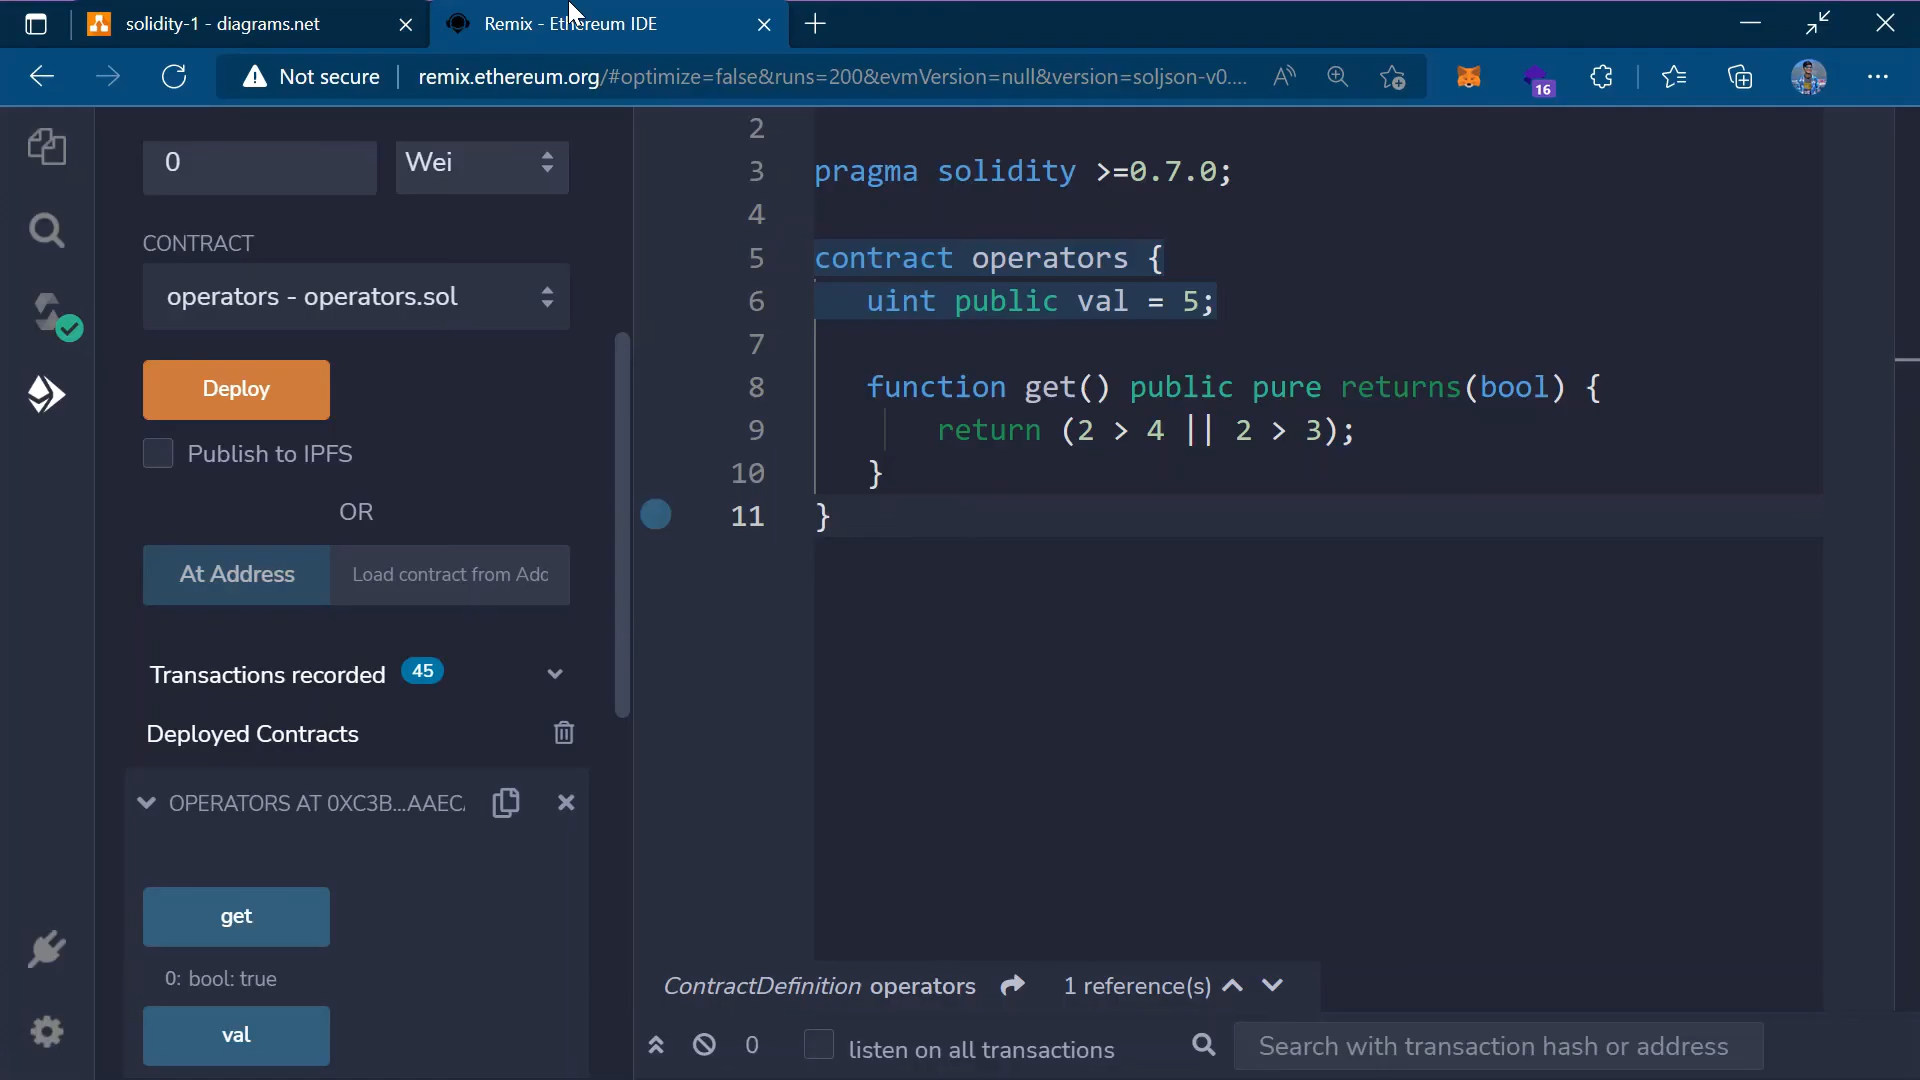 solidity-1 - diagrams.net
Remix - Ethereum IDE
Not secure
remix.ethereum.org/#optimize=false&runs=200&evmVersion=null&version=soljson-v0....
16
0
Wei
CONTRACT
operators - operators.sol
Deploy
Publish to IPFS
OR
At Address
Load contract from Adc
Transactions recorded 45
Deployed Contracts
OPERATORS AT 0XC3B...AAECA
get
0: bool: true
val
2
3 pragma solidity >=0.7.0;
4
5 contract operators {
6 uint public val = 5;
7
8 function get() public pure returns(bool) {
9 return (2 > 4 || 2 > 3);
10 }
11 }
ContractDefinition operators
1 reference(s)
0
listen on all transactions
Search with transaction hash or address